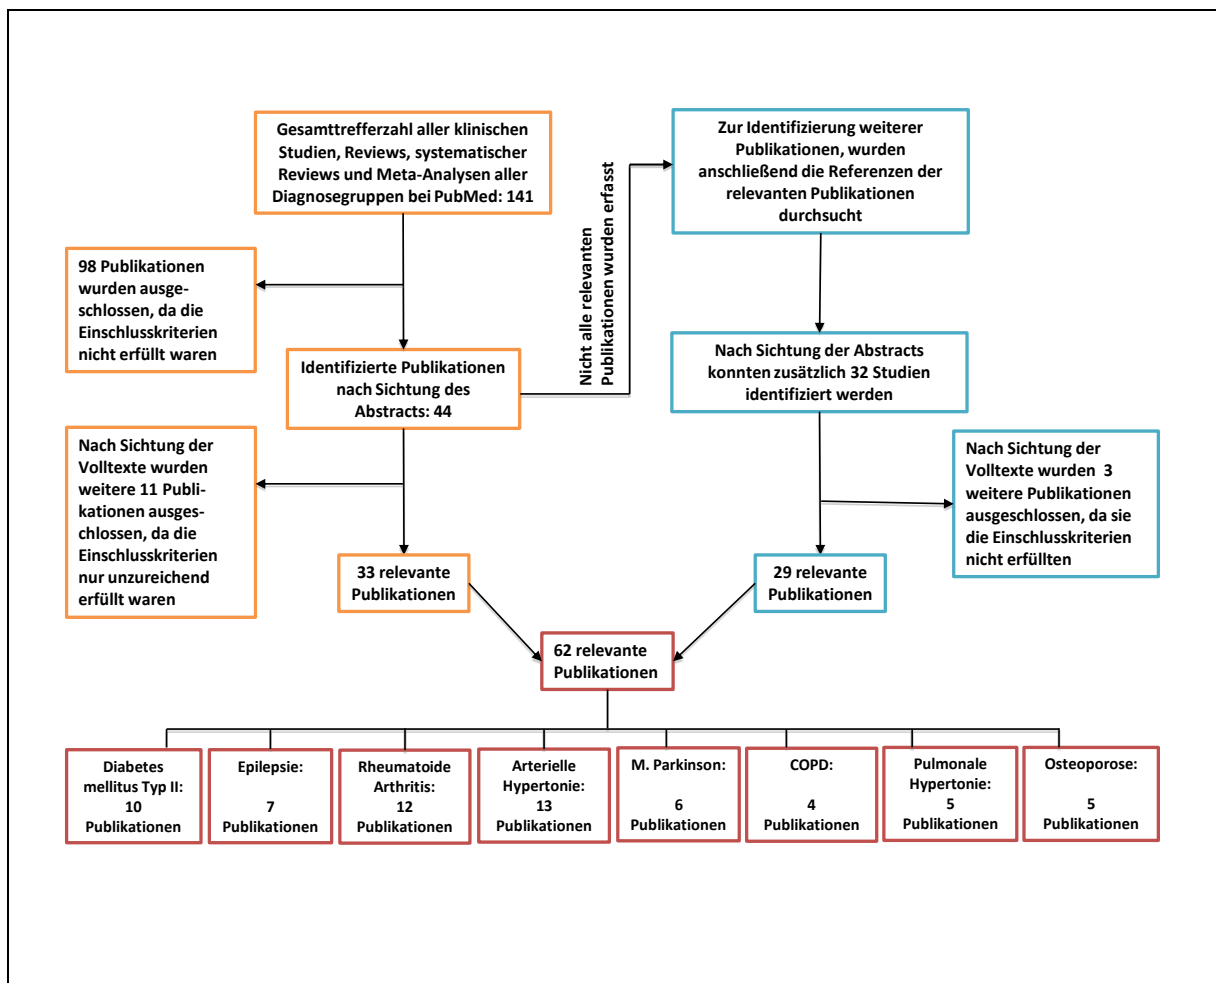 Gesamttrefferzahl aller klinischen
Studien, Reviews, systematischer
Reviews und Meta-Analysen aller
Diagnosegruppen bei PubMed: 141
98 Publikationen
wurden ausge-
schlossen, da die
Einschlusskriterien
nicht erfüllt waren
Identifizierte Publikationen
nach Sichtung des
Abstracts: 44
Nach Sichtung der
Volltexte wurden
weitere 11 Publi-
kationen ausges-
chlossen, da die
Einschlusskriterien
nur unzureichend
erfüllt waren
33 relevante
Publikationen
Nicht alle relevanten
Publikationen wurden erfasst
Zur Identifizierung weiterer
Publikationen, wurden
anschließend die Referenzen der
relevanten Publikationen
durchsucht
Nach Sichtung der Abstracts
konnten zusätzlich 32 Studien
identifiziert werden
Nach Sichtung der
Volltexte wurden 3
weitere Publikationen
ausgeschlossen, da sie
die Einschlusskriterien
nicht erfüllten
29 relevante
Publikationen
62 relevante
Publikationen
Diabetes
mellitus Typ II:
10
Publikationen
Epilepsie:
7
Publikationen
Rheumatoide
Arthritis:
12
Publikationen
Arterielle
Hypertonie:
13
Publikationen
M. Parkinson:
6
Publikationen
COPD:
4
Publikationen
Pulmonale
Hypertonie:
5
Publikationen
Osteoporose:
5
Publikationen